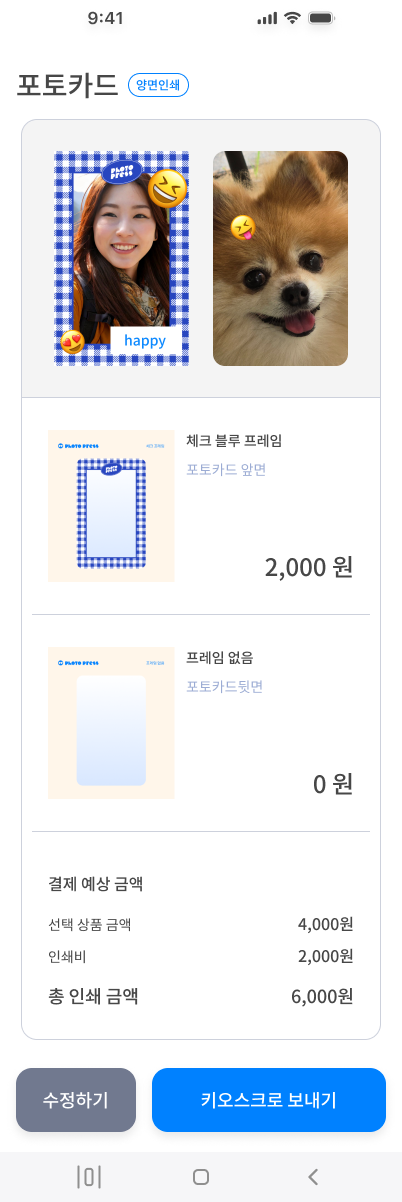 9:41
포토카드 양면인쇄
PHOTO
PRESS
happy
PHOTO PRESS
체크 블루 프레임
포토카드 앞면
2,000 원
PHOTO PRESS
프레임 없음
포토카드뒷면
0 원
결제 예상 금액
선택 상품 금액 4,000원
인쇄비 2,000원
총 인쇄 금액 6,000원
수정하기 키오스크로 보내기